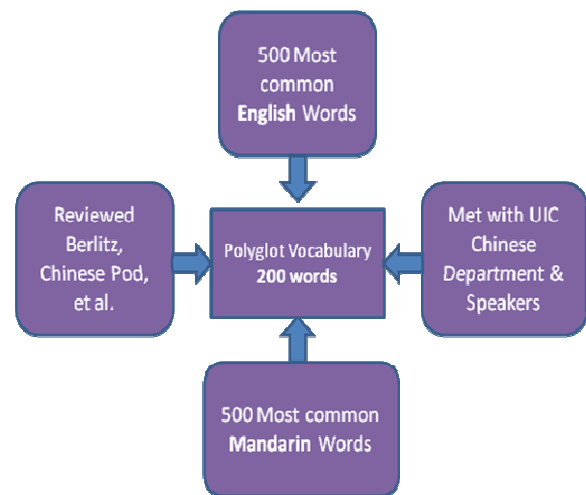 500 Most
common
English Words
Reviewed
Berlitz,
Chinese Pod,
et al.
Polyglot Vocabulary
200 words
Met with UIC
Chinese
Department &
Speakers
500 Most common
Mandarin Words